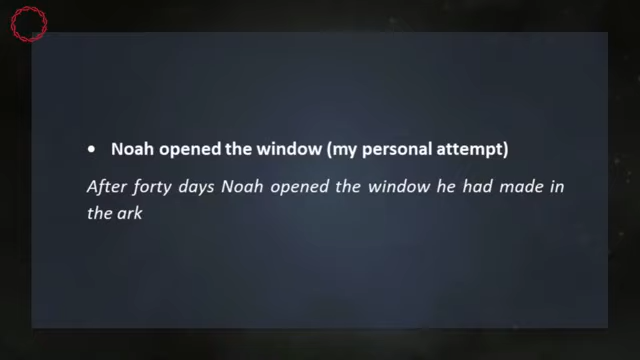 • Noah opened the window (my personal attempt)
After forty days Noah opened the window he had made in
the ark